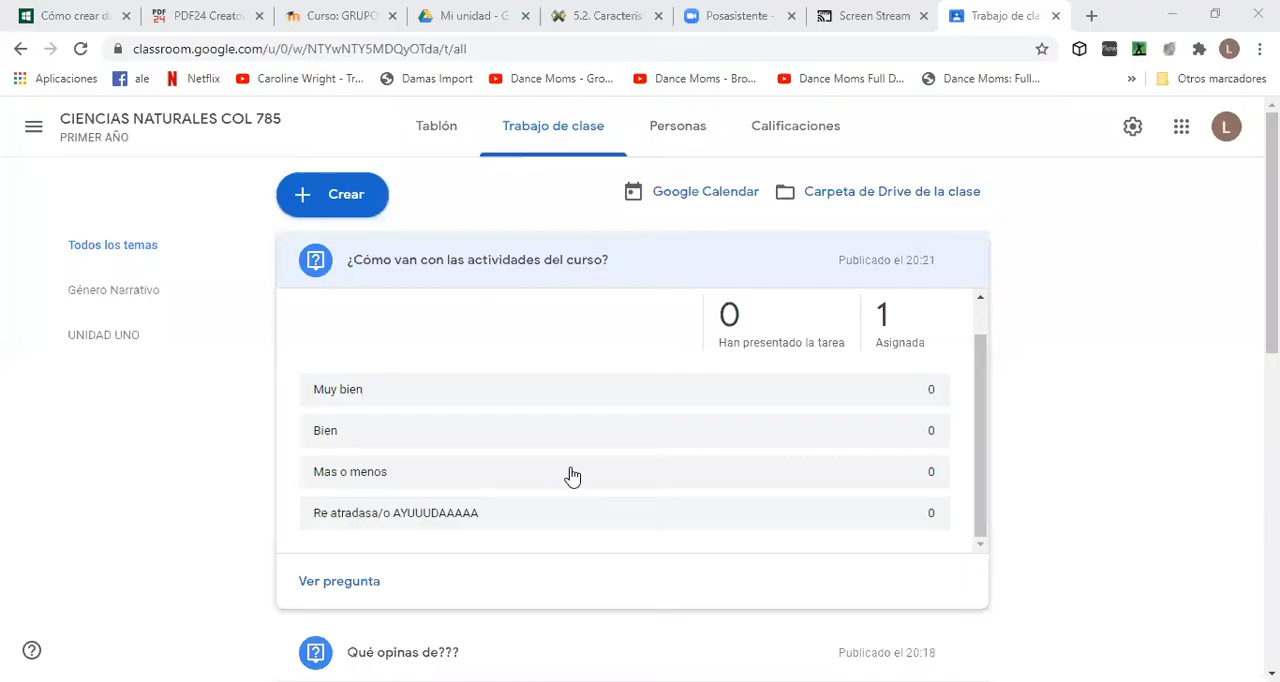 Cómo crear d
PDF24 Creato
Curso: GRUPO
Mi unidad - G
5.2. Caracterís
Posasistente -
Screen Stream
Trabajo de cla
classroom.google.com/u/0/w/NTYwNTY5MDQyOTda/t/all
L
Aplicaciones
ale
Netflix
Caroline Wright - Tr...
Damas Import
Dance Moms - Gro...
Dance Moms - Bro...
Dance Moms Full D...
Dance Moms: Full...
»
Otros marcadores
CIENCIAS NATURALES COL 785
PRIMER AÑO
Tablón
Trabajo de clase
Personas
Calificaciones
L
Crear
Google Calendar
Carpeta de Drive de la clase
Todos los temas
Género Narrativo
UNIDAD UNO
¿Cómo van con las actividades del curso?
Publicado el 20:21
0
Han presentado la tarea
1
Asignada
Muy bien 0
Bien 0
Mas o menos 0
Re atradasa/o AYUUUDAAAAA 0
Ver pregunta
Qué opinas de???
Publicado el 20:18